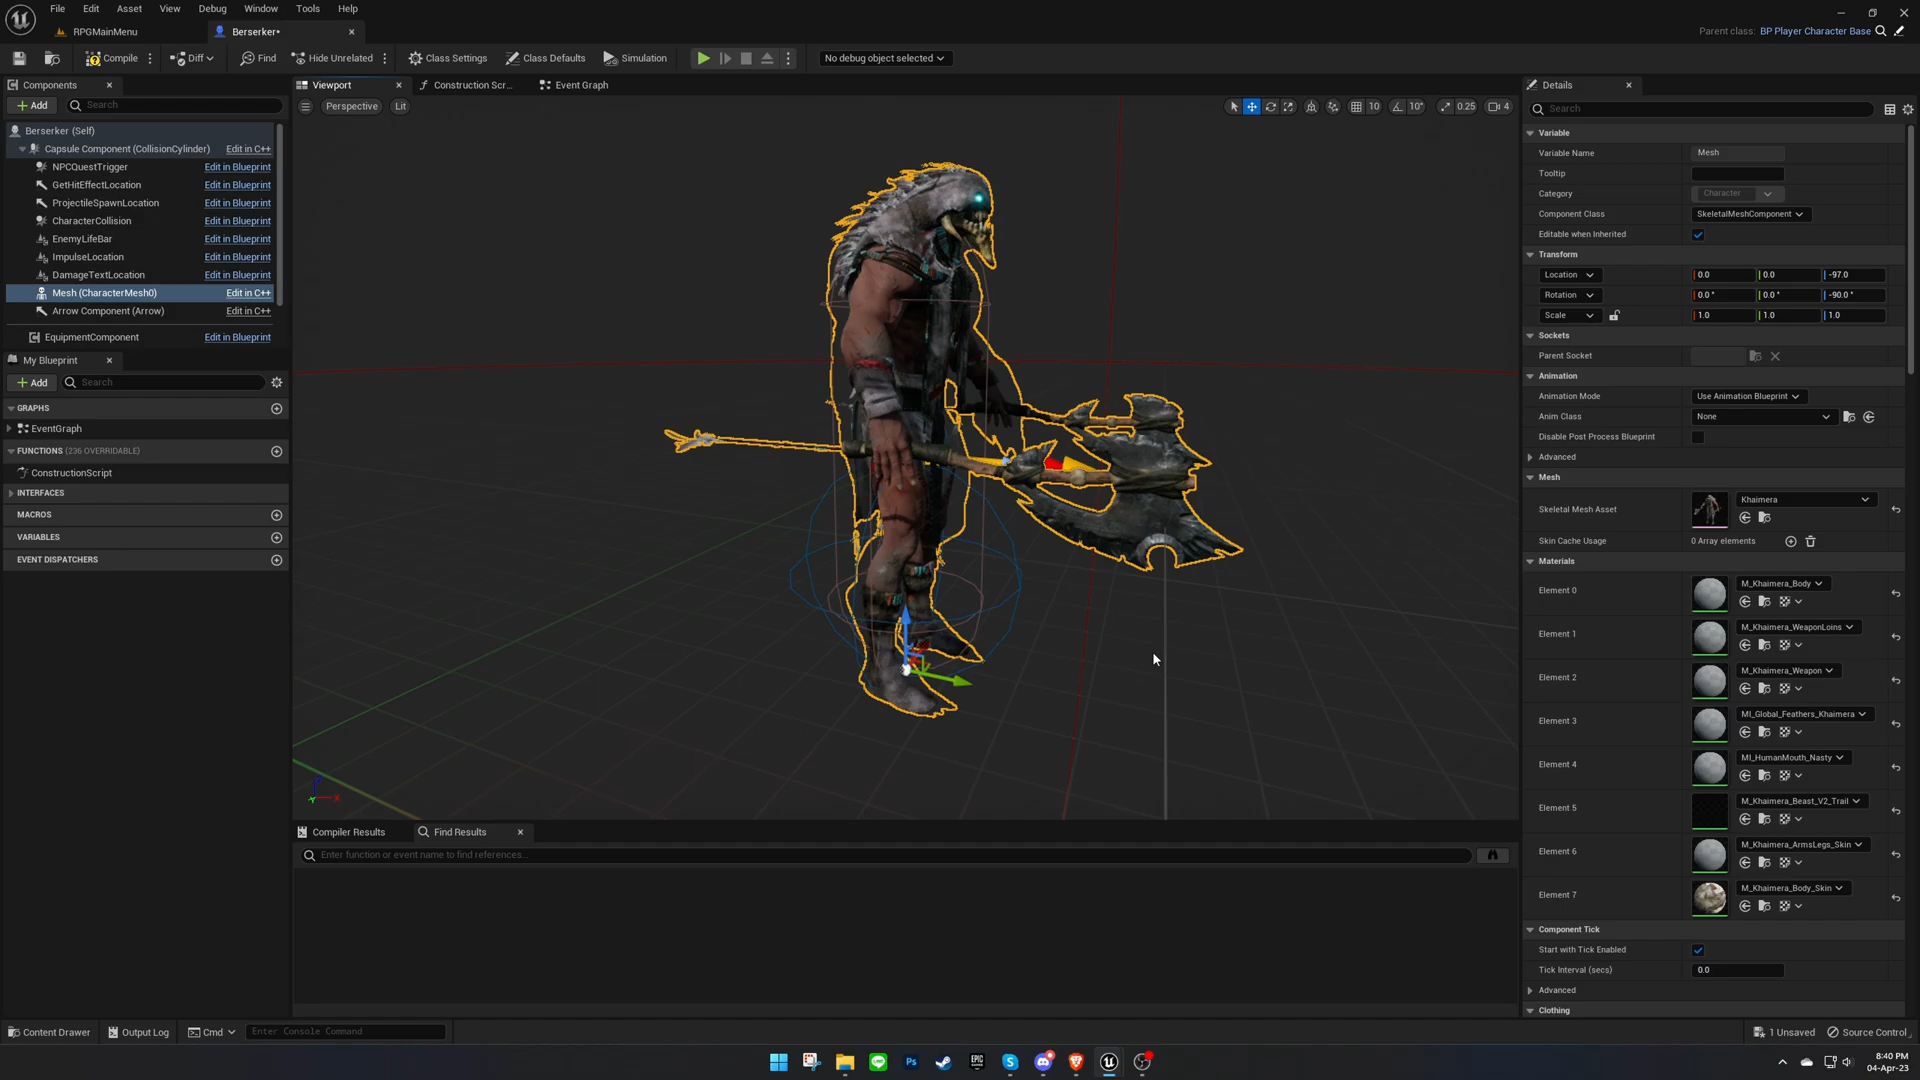 File Edit Asset View Debug Window Tools Help
RPGMainMenu
Berserker*
Parent class: BP Player Character Base
Compile
Diff
Find
Hide Unrelated
Class Settings
Class Defaults
Simulation
No debug object selected
Components
Add
Search
Berserker (Self)
Capsule Component (CollisionCylinder) Edit in C++
NPCQuestTrigger Edit in Blueprint
GetHitEffectLocation Edit in Blueprint
ProjectileSpawnLocation Edit in Blueprint
CharacterCollision Edit in Blueprint
EnemyLifeBar Edit in Blueprint
ImpulseLocation Edit in Blueprint
DamageTextLocation Edit in Blueprint
Mesh (CharacterMesh0) Edit in C++
Arrow Component (Arrow) Edit in C++
EquipmentComponent Edit in Blueprint
My Blueprint
Add
Search
GRAPHS
EventGraph
FUNCTIONS (236 OVERRIDABLE)
ConstructionScript
INTERFACES
MACROS
VARIABLES
EVENT DISPATCHERS
Viewport
Construction Scr...
Event Graph
Perspective
Lit
10
10°
0.25
4
Compiler Results
Find Results
Enter function or event name to find references...
Details
Search
Variable
Variable Name Mesh
Tooltip
Category Character
Component Class SkeletalMeshComponent
Editable when Inherited
Transform
Location 0.0 0.0 -97.0
Rotation 0.0 ° 0.0 ° -90.0 °
Scale 1.0 1.0 1.0
Sockets
Parent Socket
Animation
Animation Mode Use Animation Blueprint
Anim Class None
Disable Post Process Blueprint
Advanced
Mesh
Skeletal Mesh Asset Khaimera
Skin Cache Usage 0 Array elements
Materials
Element 0 M_Khaimera_Body
Element 1 M_Khaimera_WeaponLoins
Element 2 M_Khaimera_Weapon
Element 3 MI_Global_Feathers_Khaimera
Element 4 MI_HumanMouth_Nasty
Element 5 M_Khaimera_Beast_V2_Trail
Element 6 M_Khaimera_ArmsLegs_Skin
Element 7 M_Khaimera_Body_Skin
Component Tick
Start with Tick Enabled
Tick Interval (secs) 0.0
Advanced
Clothing
Content Drawer
Output Log
Cmd
Enter Console Command
1 Unsaved
Source Control
8:40 PM
04-Apr-23